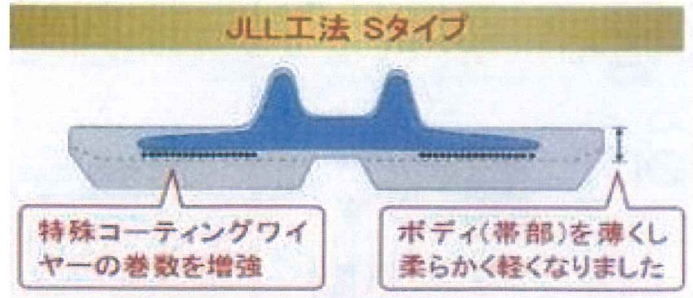 JLL工法 Sタイプ
特殊コーティングワイ
ヤーの巻数を増強
ボディ(帯部)を薄くし
柔らかく軽くなりました